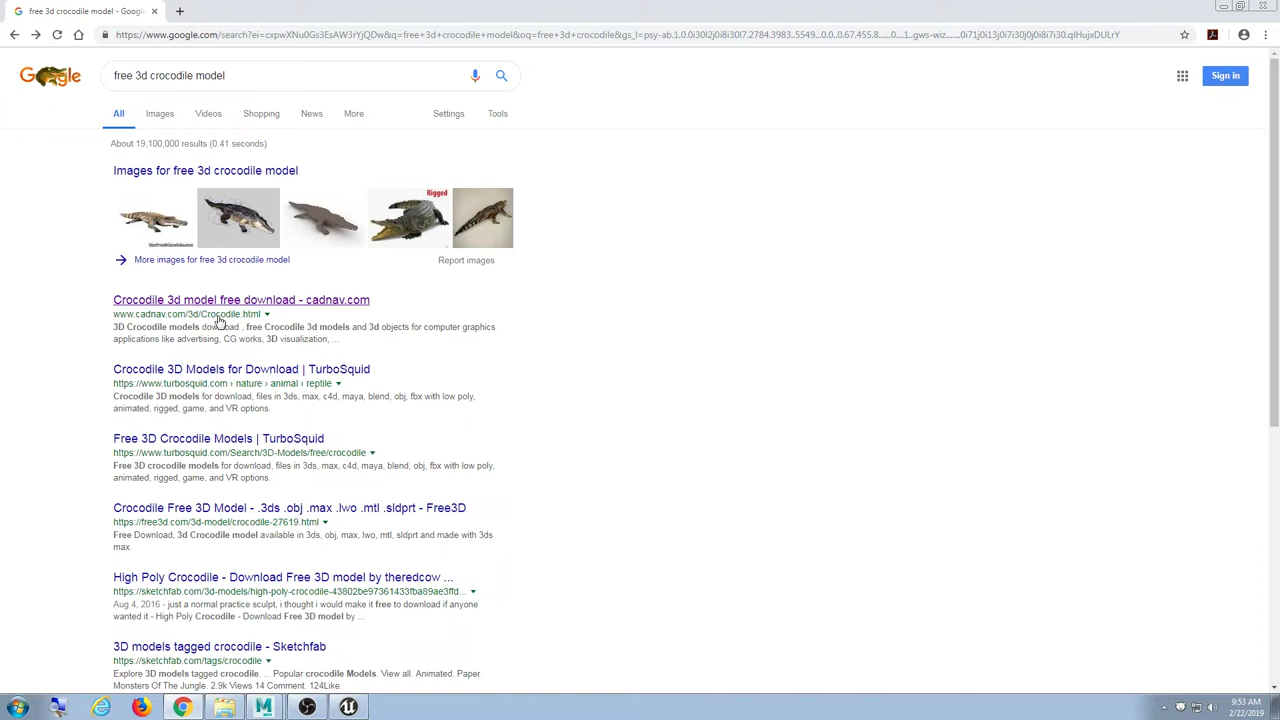 free 3d crocodile model - Google
https://www.google.com/search?ei=cxpwXNu0Gs3EsAW3rYjQDw&q=free+3d+crocodile+model&oq=free+3d+crocodile&gs_l=psy-ab.1.0.0i30l2j0i8i30l7.2784.3983..5549...0.0..0.67.455.8......0....1..gws-wiz.......0i71j0i13j0i7i30j0j0i8i7i30.qIHujxDULrY
free 3d crocodile model
Sign in
All Images Videos Shopping News More Settings Tools
About 19,100,000 results (0.41 seconds)
Images for free 3d crocodile model
Rigged
More images for free 3d crocodile model
Report images
Crocodile 3d model free download - cadnav.com
www.cadnav.com/3d/Crocodile.html
3D Crocodile models download , free Crocodile 3d models and 3d objects for computer graphics
applications like advertising, CG works, 3D visualization, ...
Crocodile 3D Models for Download | TurboSquid
https://www.turbosquid.com › nature › animal › reptile
Crocodile 3D models for download, files in 3ds, max, c4d, maya, blend, obj, fbx with low poly,
animated, rigged, game, and VR options.
Free 3D Crocodile Models | TurboSquid
https://www.turbosquid.com/Search/3D-Models/free/crocodile
Free 3D crocodile models for download, files in 3ds, max, c4d, maya, blend, obj, fbx with low poly,
animated, rigged, game, and VR options.
Crocodile Free 3D Model - .3ds .obj .max .lwo .mtl .sldprt - Free3D
https://free3d.com/3d-model/crocodile-27619.html
Free Download, 3d Crocodile model available in 3ds, obj, max, lwo, mtl, sldprt and made with 3ds
max.
High Poly Crocodile - Download Free 3D model by theredcow ...
https://sketchfab.com/3d-models/high-poly-crocodile-43802be97361433fba89ae3ffd...
Aug 4, 2016 - just a normal practice sculpt, i thought i would make it free to download if anyone
wanted it - High Poly Crocodile - Download Free 3D model by ...
3D models tagged crocodile - Sketchfab
https://sketchfab.com/tags/crocodile
Explore 3D models tagged crocodile. ... Popular crocodile Models. View all. Animated. Paper
Monsters Of The Jungle. 2.9k Views 14 Comment. 124Like.
9:53 AM
2/22/2019